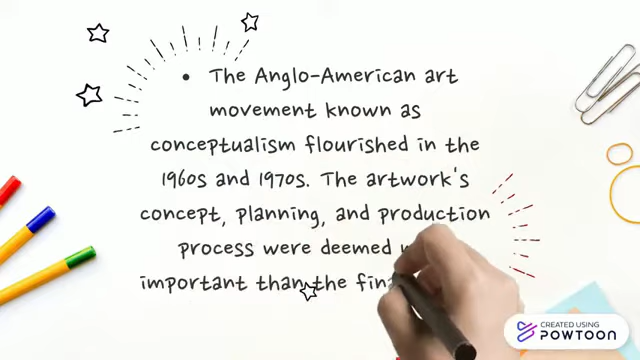 • The Anglo-American art
movement known as
conceptualism flourished in the
1960s and 1970s. The artwork's
concept, planning, and production
process were deemed
important than the
CREATED USING
POWTOON